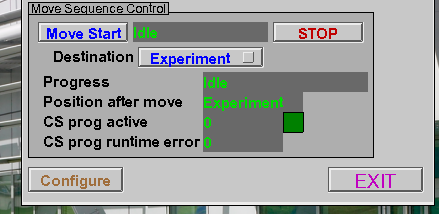 Move Sequence Control
Move Start Idle STOP
Destination Experiment
Progress Idle
Position after move Experiment
CS prog active 0
CS prog runtime error 0
Configure EXIT